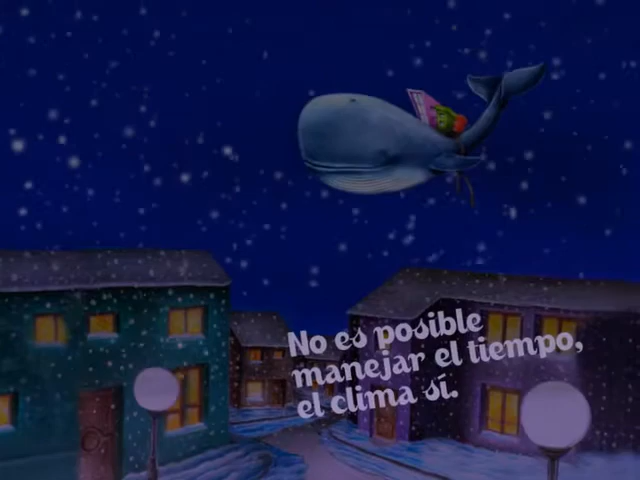 No es posible
manejar el tiempo,
el clima sí.